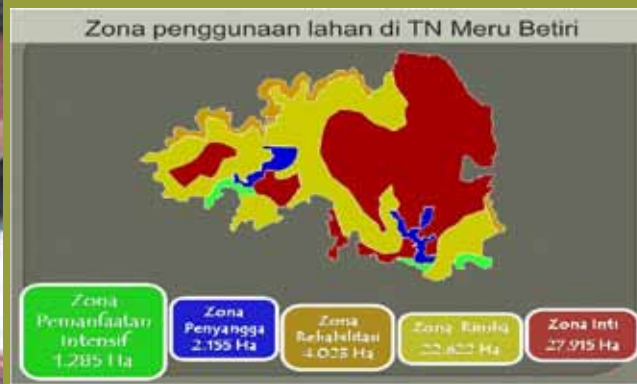 Zona penggunaan lahan di TN Meru Betiri
Zona
Pemanfaatan
Intensif
1.285 Ha
Zona
Penyangga
2.155 Ha
Zona
Rehabilitasi
4.023 Ha
Zona Rimba
22.622 Ha
Zona Inti
27.915 Ha